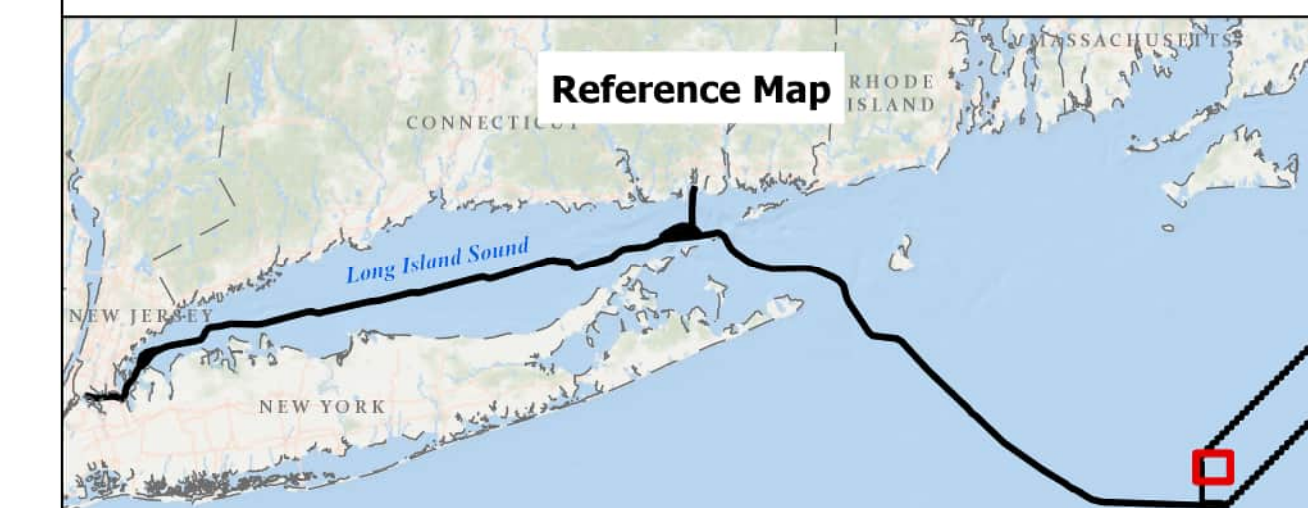 MASSACHUSETTS
Reference Map
RHODE
ISLAND
CONNECTICUT
Long Island Sound
NEW JERSEY
NEW YORK